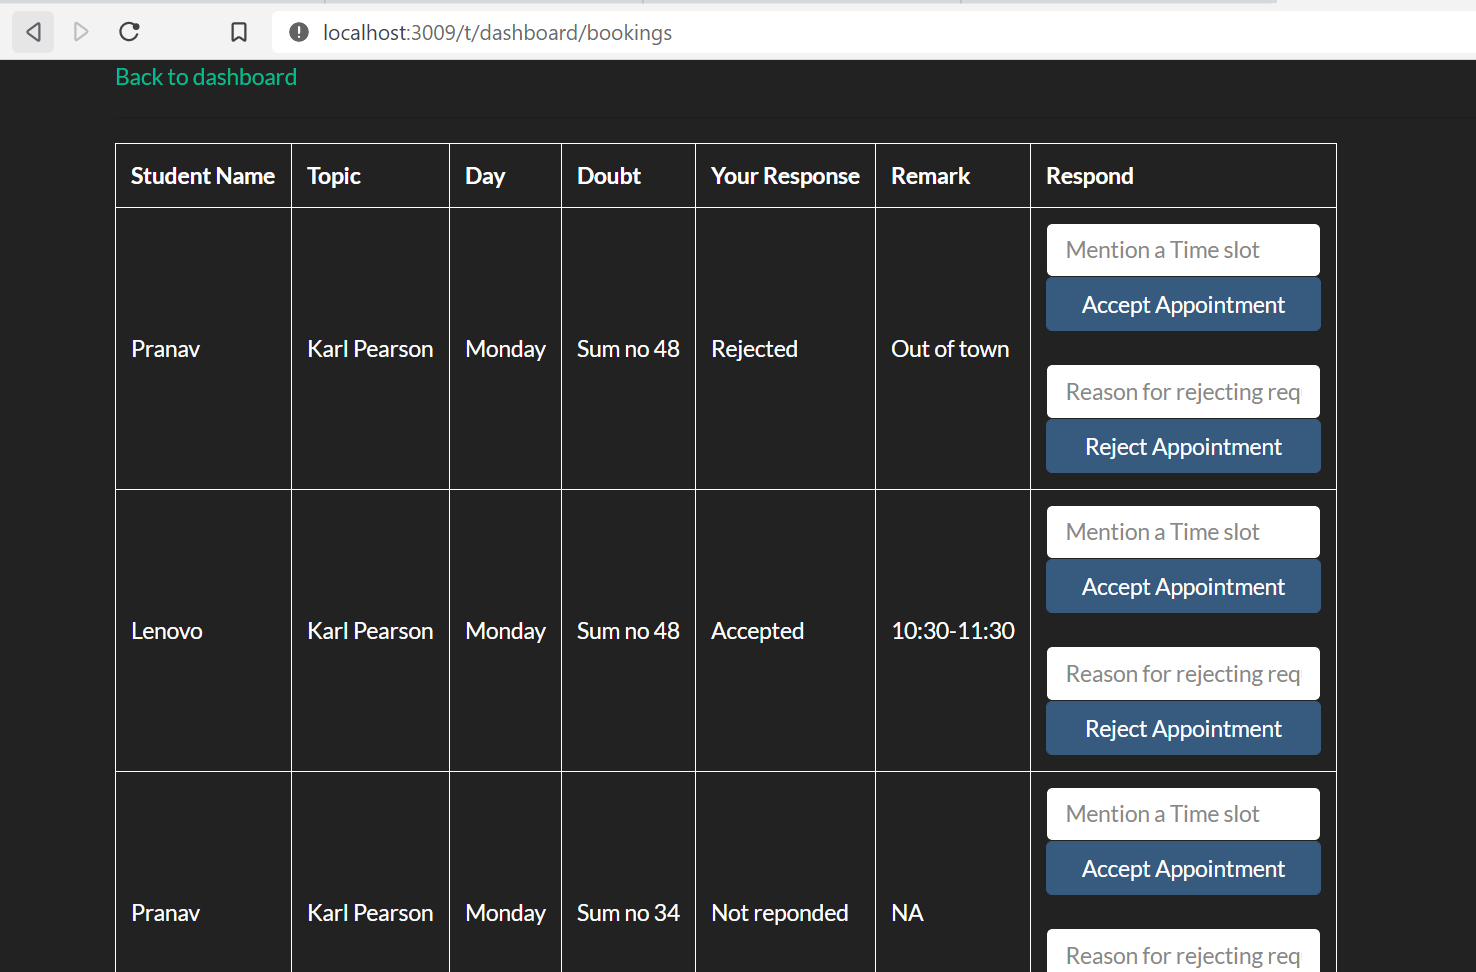 localhost:3009/t/dashboard/bookings
Back to dashboard
Student Name Topic Day Doubt Your Response Remark Respond
Mention a Time slot
Accept Appointment
Pranav Karl Pearson Monday Sum no 48 Rejected Out of town
Reason for rejecting req
Reject Appointment
Mention a Time slot
Accept Appointment
Lenovo Karl Pearson Monday Sum no 48 Accepted 10:30-11:30
Reason for rejecting req
Reject Appointment
Mention a Time slot
Accept Appointment
Pranav Karl Pearson Monday Sum no 34 Not reponded NA
Reason for rejecting req